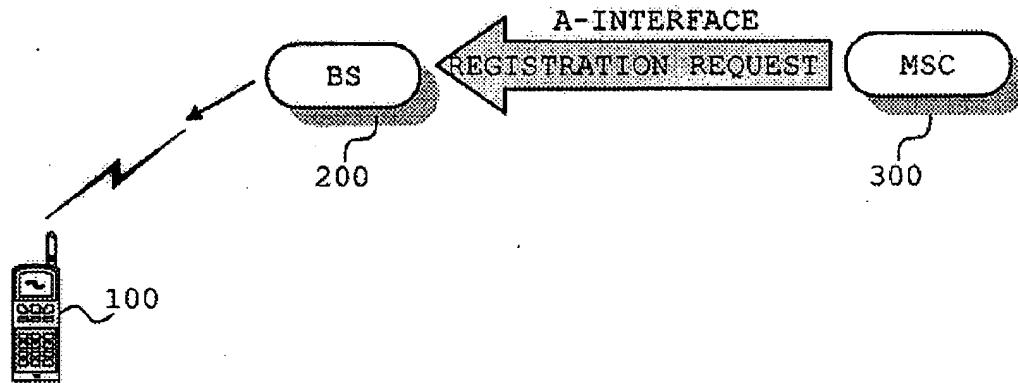 A-INTERFACE
BS
REGISTRATION REQUEST
MSC
200
300
100